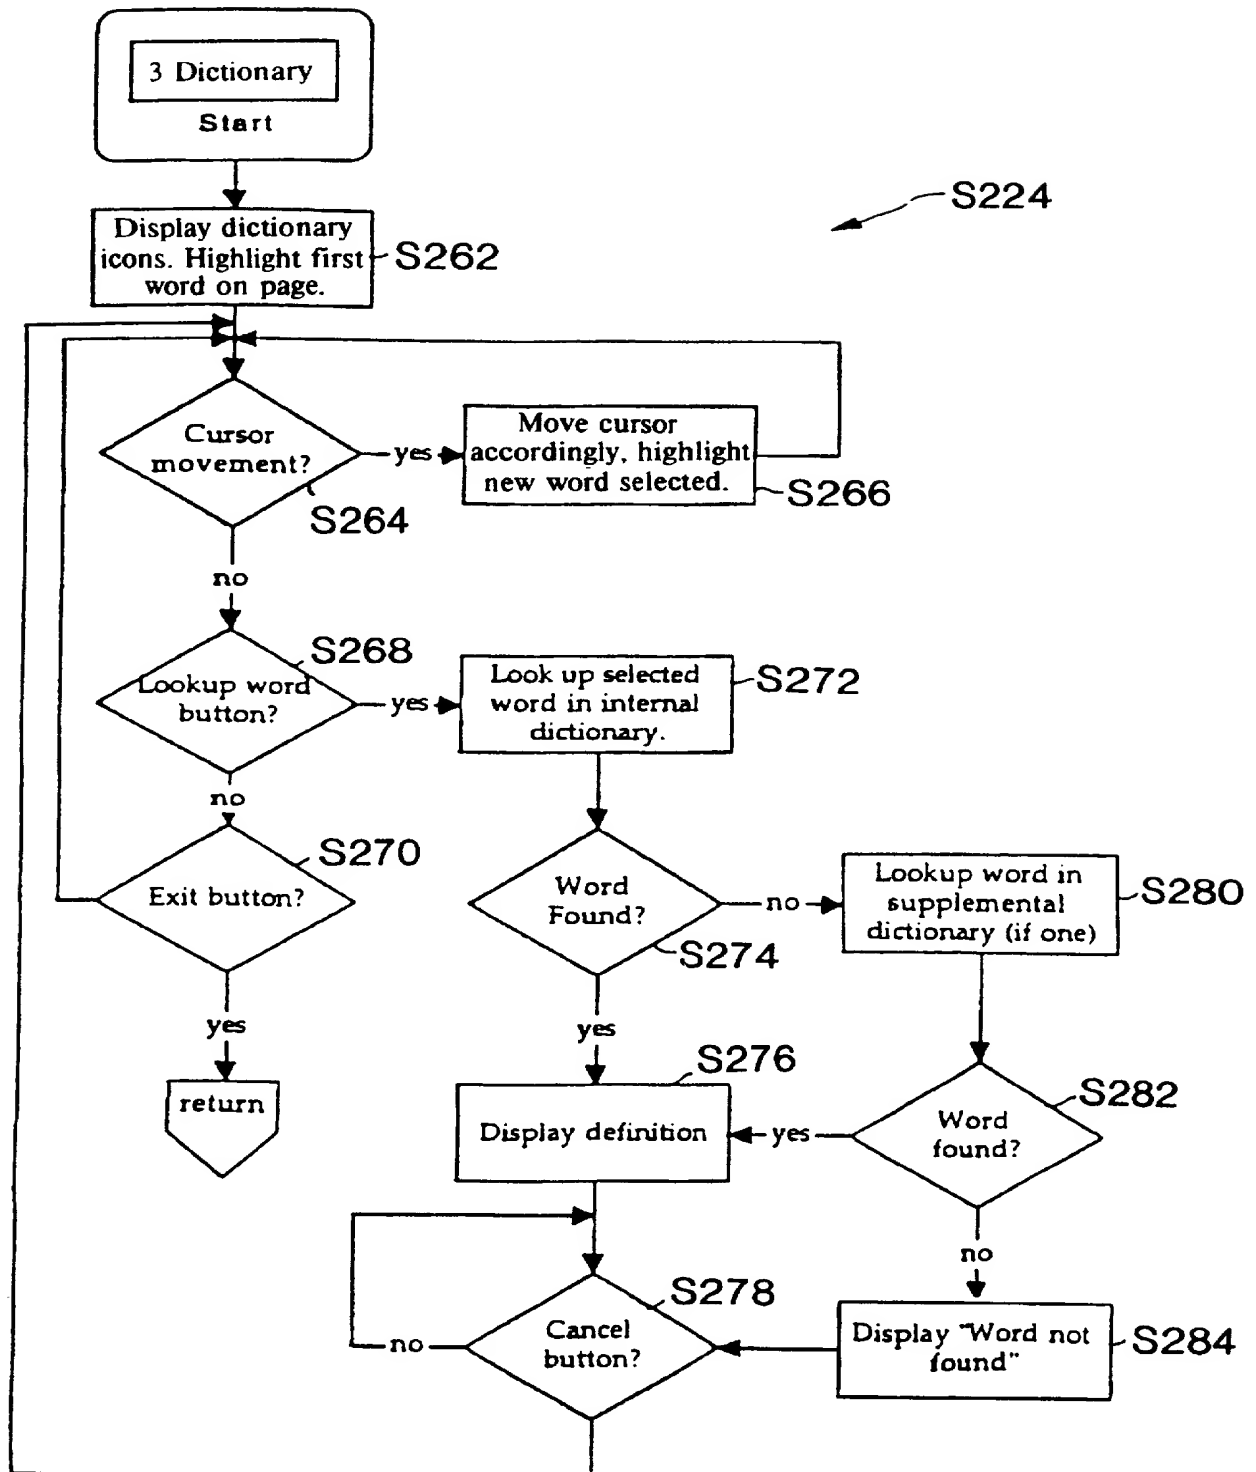 3 Dictionary
Start
S224
Display dictionary
icons. Highlight first
word on page.
S262
Cursor
movement?
S264
yes
Move cursor
accordingly, highlight
new word selected.
S266
no
S268
Lookup word
button?
yes
Look up selected
word in internal
dictionary.
S272
no
S270
Exit button?
yes
return
Word
Found?
S274
no
Lookup word in
supplemental
dictionary (if one)
S280
yes
S276
Display definition
yes
S282
Word
found?
no
S278
Cancel
button?
no
Display "Word not
found"
S284